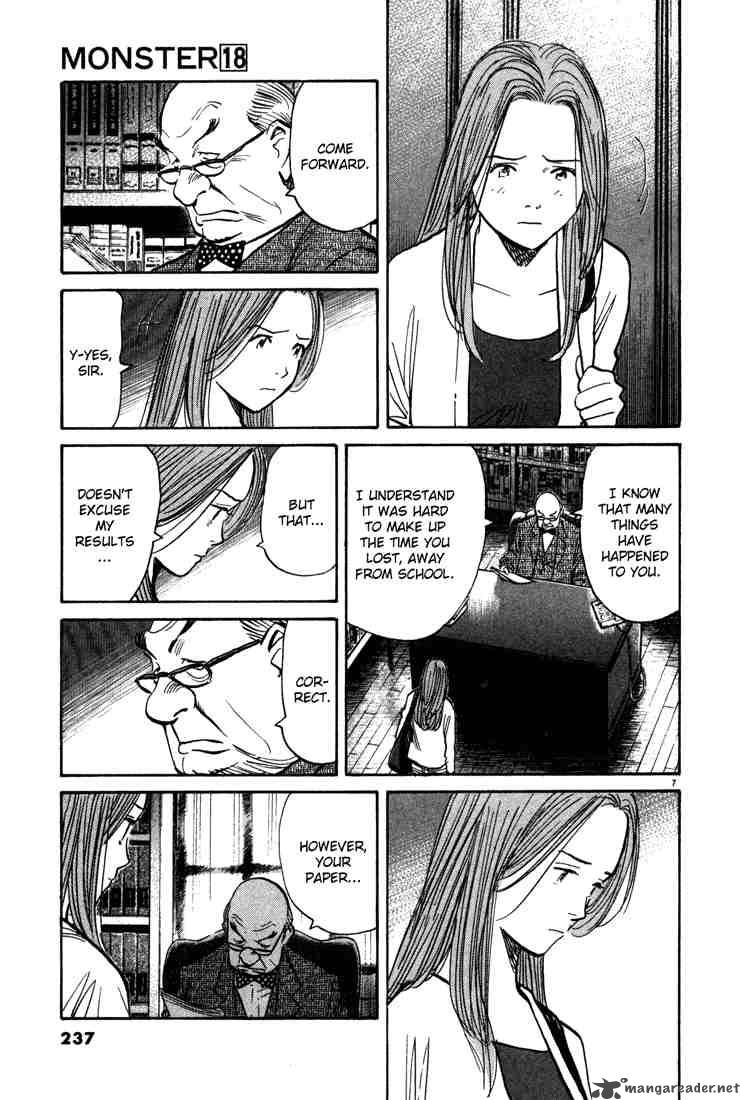 MONSTER 18
COME
FORWARD.
Y-YES,
SIR.
I KNOW
THAT MANY
THINGS
HAVE
HAPPENED
TO YOU.
I UNDERSTAND
IT WAS HARD
TO MAKE UP
THE TIME YOU
LOST, AWAY
FROM SCHOOL.
BUT
THAT...
DOESN'T
EXCUSE
MY
RESULTS
...
COR-
RECT.
7
HOWEVER,
YOUR
PAPER...
237
mangareader.net